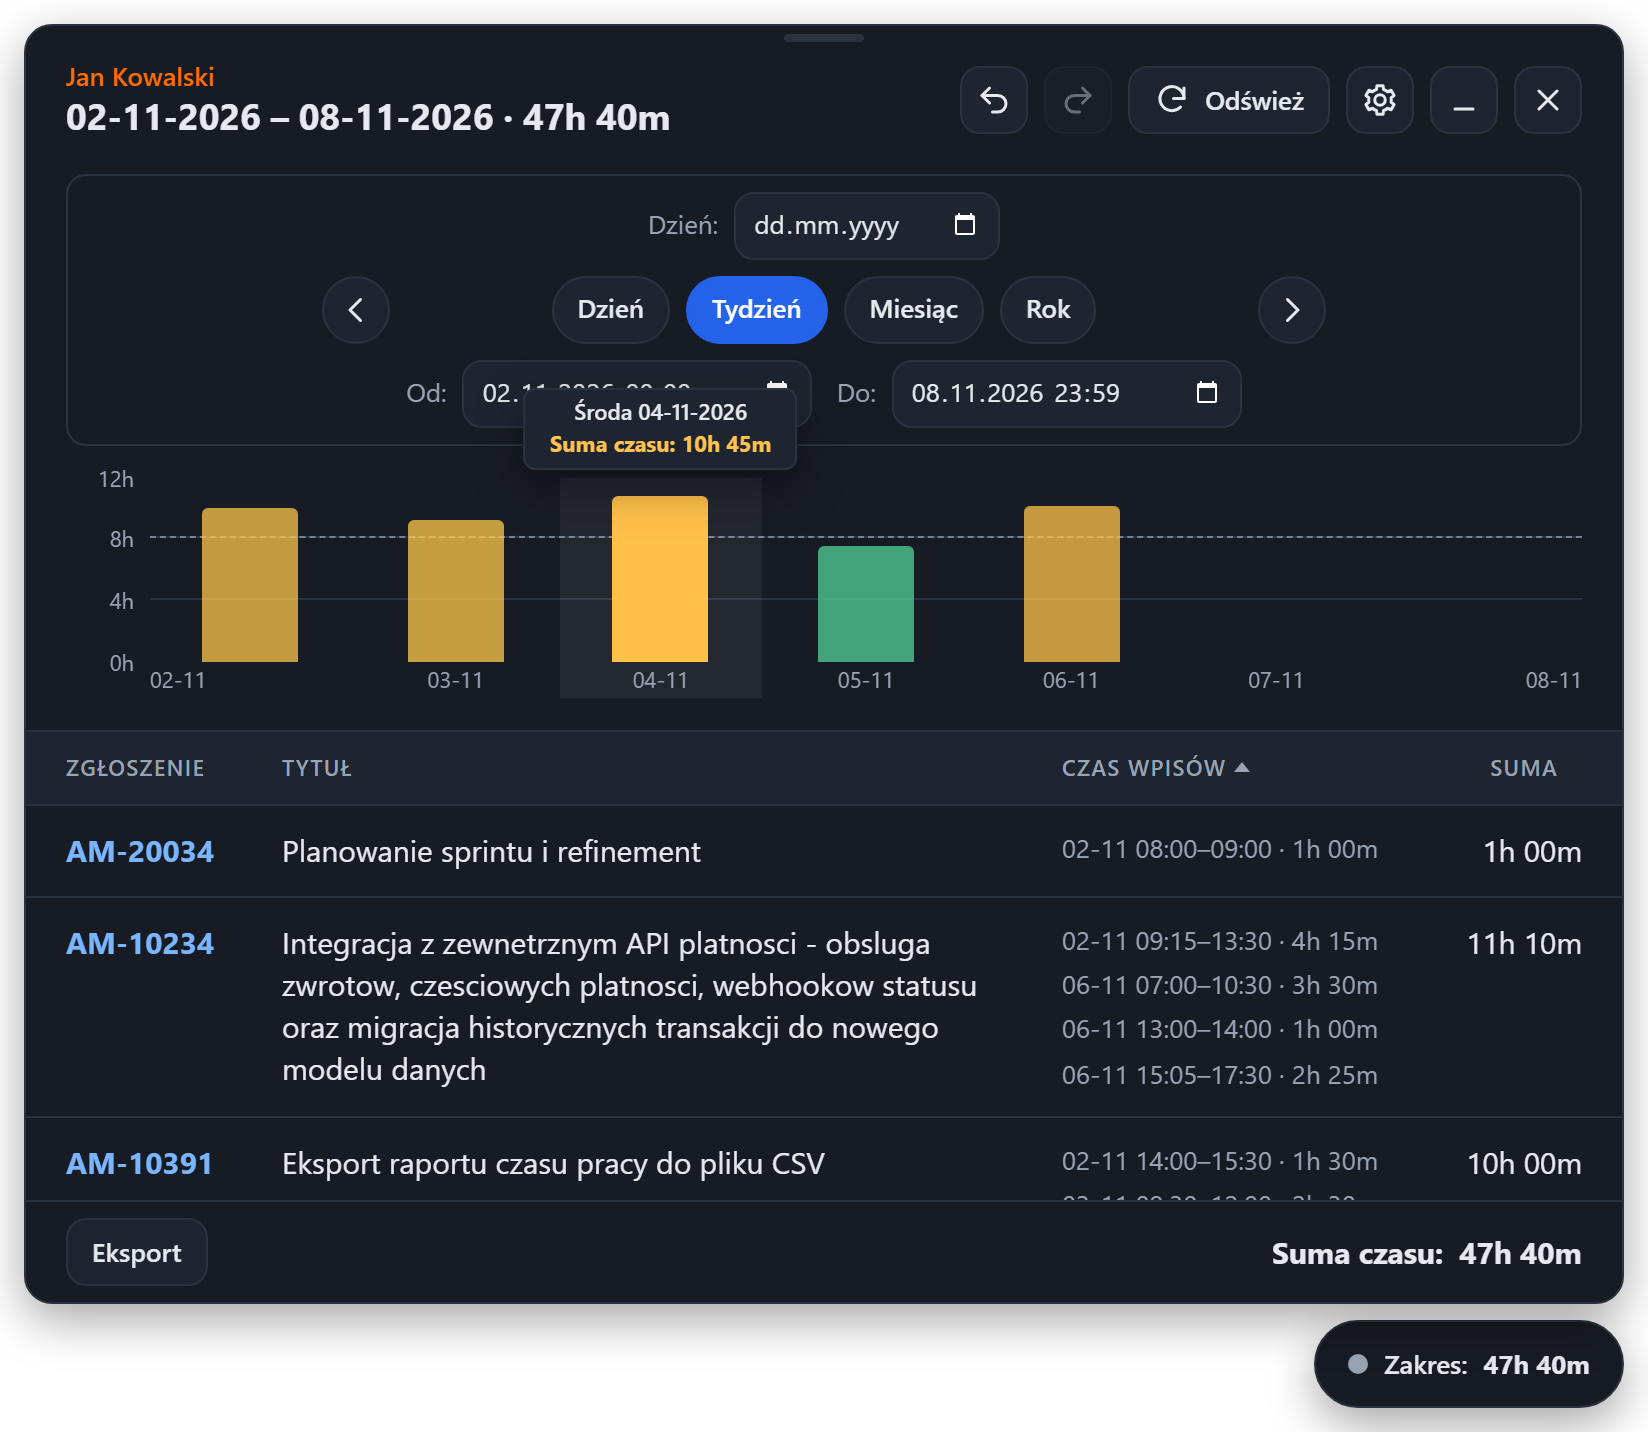 Jan Kowalski
02-11-2026 – 08-11-2026 · 47h 40m
Odśwież
Dzień: dd.mm.yyyy
Dzień Tydzień Miesiąc Rok
Od: 02. Do: 08.11.2026 23:59
Środa 04-11-2026
Suma czasu: 10h 45m
12h
8h
4h
0h
02-11 03-11 04-11 05-11 06-11 07-11 08-11
ZGŁOSZENIE TYTUŁ CZAS WPISÓW SUMA
AM-20034 Planowanie sprintu i refinement 02-11 08:00–09:00 · 1h 00m 1h 00m
AM-10234 Integracja z zewnetrznym API platnosci - obsluga 02-11 09:15–13:30 · 4h 15m 11h 10m
zwrotow, czesciowych platnosci, webhookow statusu 06-11 07:00–10:30 · 3h 30m
oraz migracja historycznych transakcji do nowego 06-11 13:00–14:00 · 1h 00m
modelu danych 06-11 15:05–17:30 · 2h 25m
AM-10391 Eksport raportu czasu pracy do pliku CSV 02-11 14:00–15:30 · 1h 30m 10h 00m
Eksport Suma czasu: 47h 40m
Zakres: 47h 40m